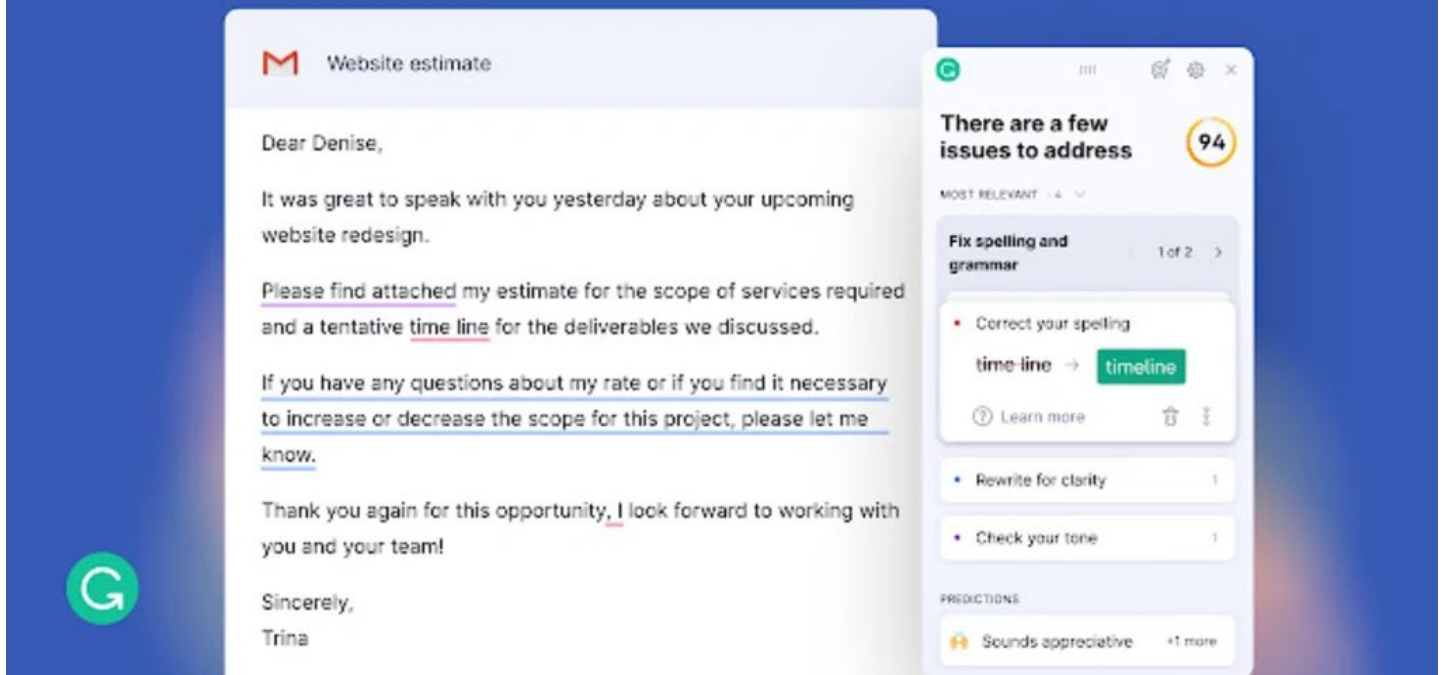 Website estimate
Dear Denise,
It was great to speak with you yesterday about your upcoming
website redesign.
Please find attached my estimate for the scope of services required
and a tentative time line for the deliverables we discussed.
If you have any questions about my rate or if you find it necessary
to increase or decrease the scope for this project, please let me
know.
Thank you again for this opportunity, I look forward to working with
you and your team!
Sincerely,
Trina
There are a few
issues to address
94
MOST RELEVANT · 4
Fix spelling and
grammar
1 of 2
Correct your spelling
time line → timeline
Learn more
Rewrite for clarity 1
Check your tone 1
PREDICTIONS
Sounds appreciative +1 more